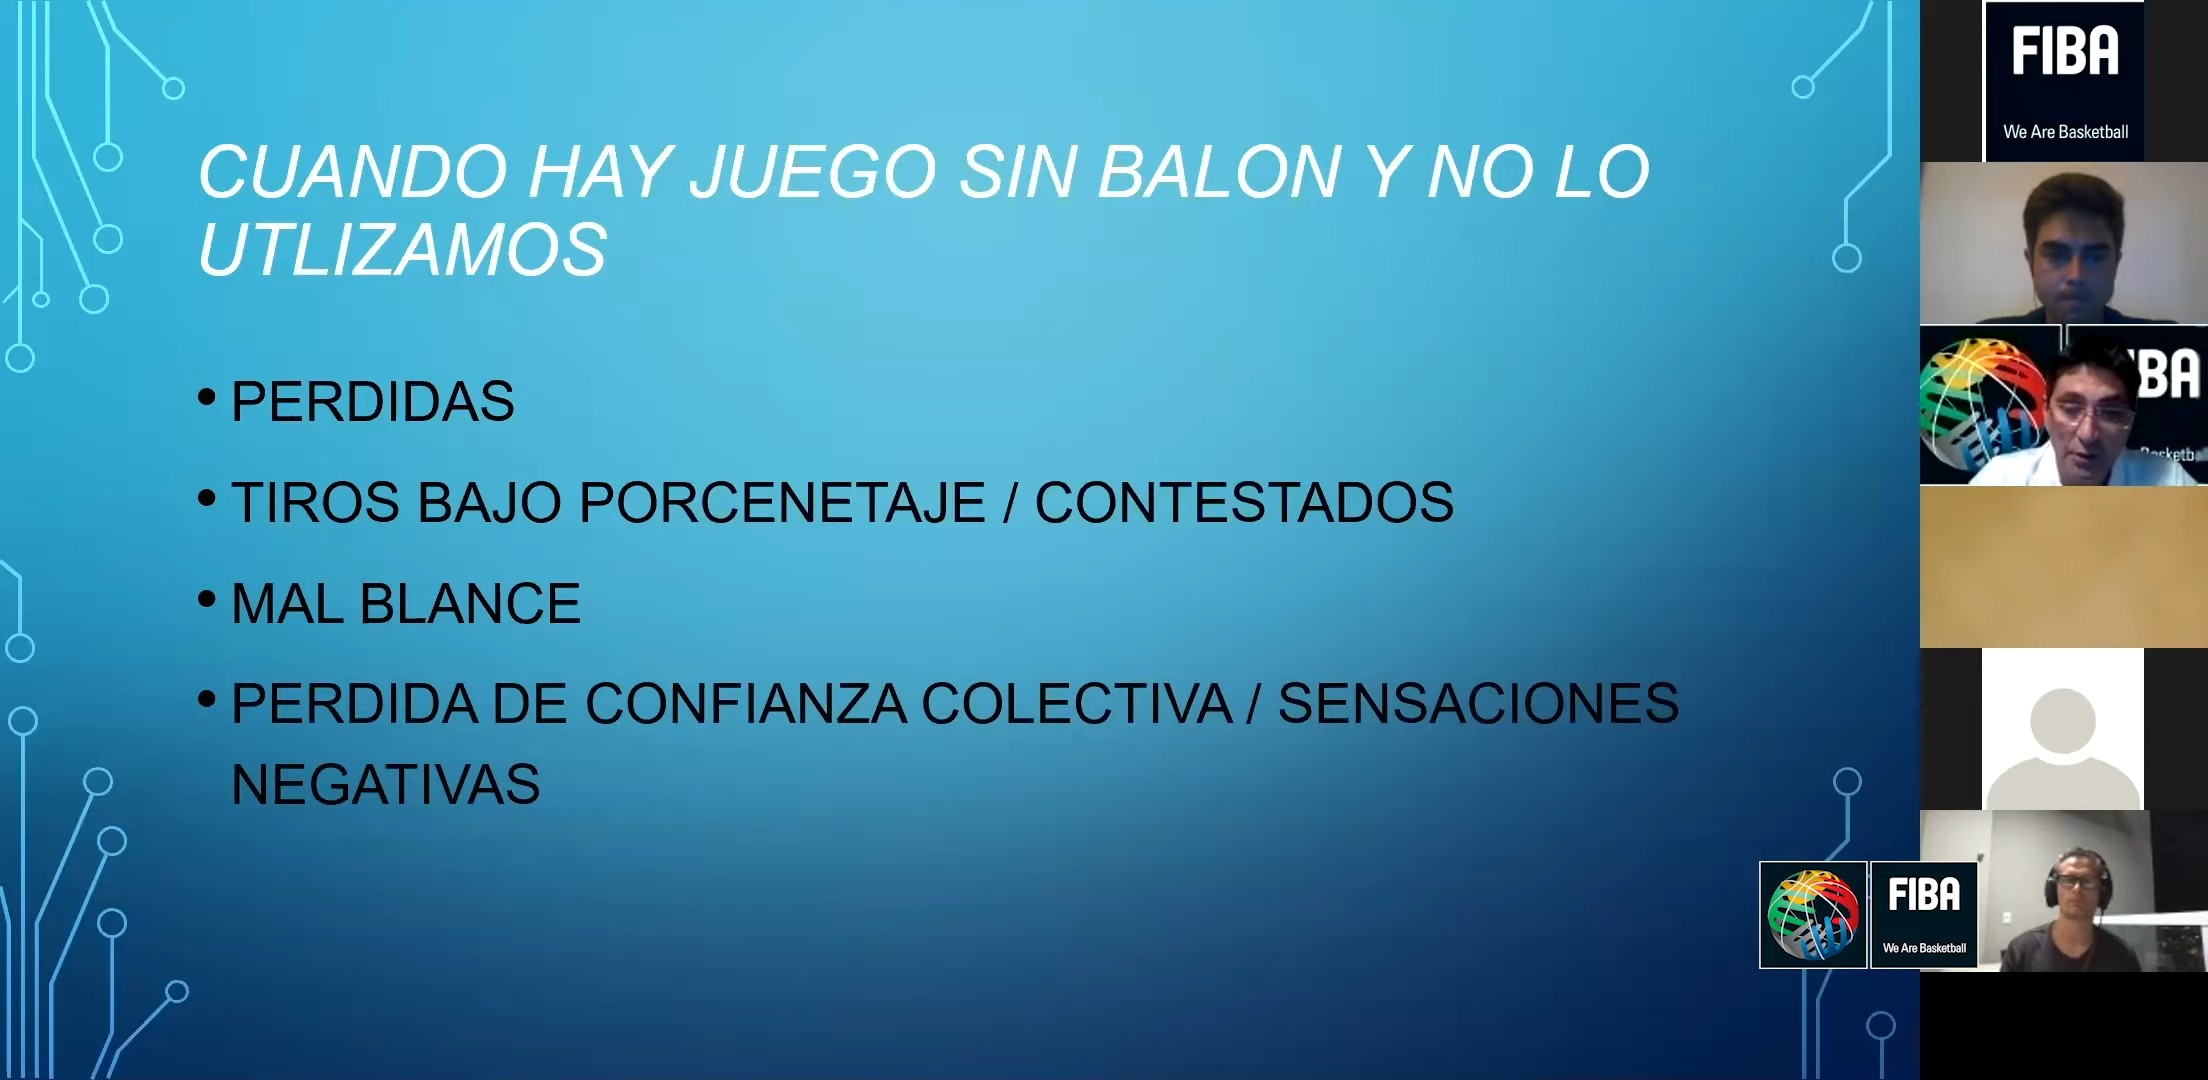 CUANDO HAY JUEGO SIN BALON Y NO LO
UTLIZAMOS
• PERDIDAS
• TIROS BAJO PORCENETAJE / CONTESTADOS
• MAL BLANCE
• PERDIDA DE CONFIANZA COLECTIVA / SENSACIONES
NEGATIVAS
FIBA
We Are Basketball
BA
FIBA
We Are Basketball